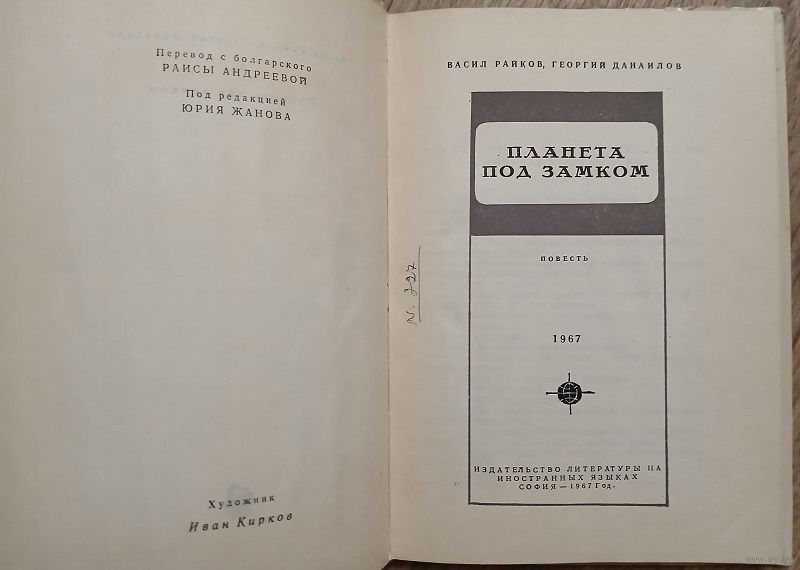 Перевод с болгарского
РАИСЫ АНДРЕЕВОЙ
Под редакцией
ЮРИЯ ЖАНОВА
Художник
Иван Кирков
ВАСИЛ РАЙКОВ, ГЕОРГИЙ ДАНАИЛОВ
ПЛАНЕТА
ПОД ЗАМКОМ
ПОВЕСТЬ
1967
ИЗДАТЕЛЬСТВО ЛИТЕРАТУРЫ НА
ИНОСТРАННЫХ ЯЗЫКАХ
СОФИЯ — 1967 Год.